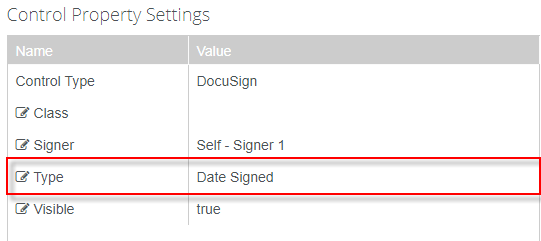 Control Property Settings
Name Value
Control Type DocuSign
Class
Signer Self - Signer 1
Type Date Signed
Visible true